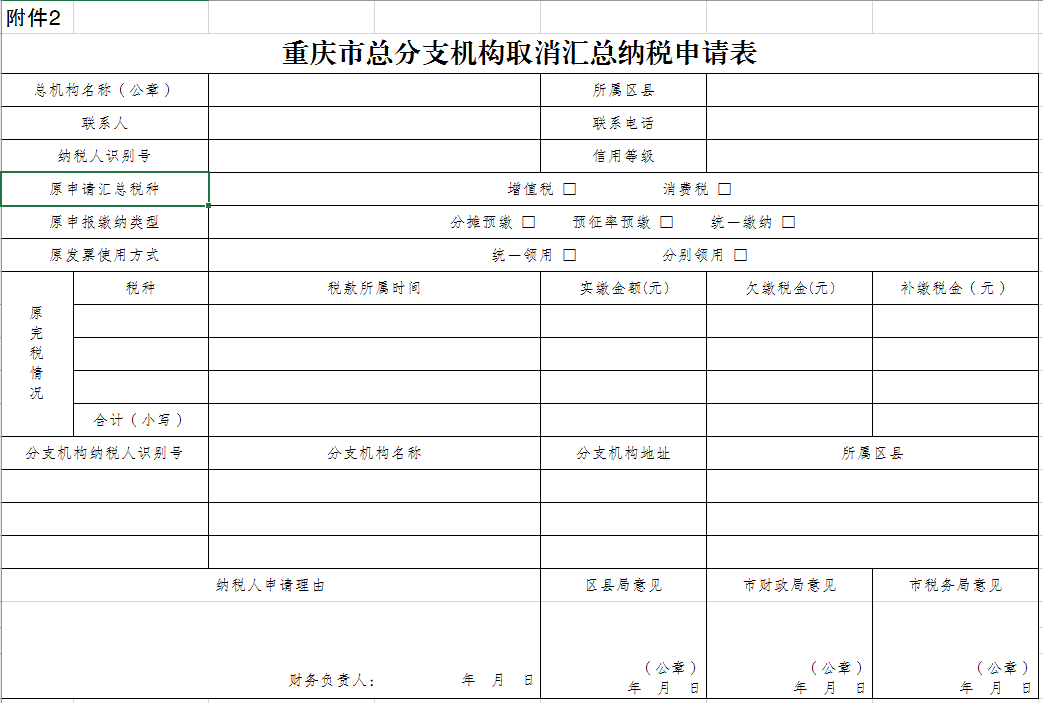 附件2
重庆市总分支机构取消汇总纳税申请表
总机构名称（公章） 所属区县
联系人 联系电话
纳税人识别号 信用等级
原申请汇总税种 增值税 □ 消费税 □
原申报缴纳类型 分摊预缴 □ 预征率预缴 □ 统一缴纳 □
原发票使用方式 统一领用 □ 分别领用 □
原完税情况
税种 税款所属时间 实缴金额(元) 欠缴税金(元) 补缴税金（元）
合计（小写）
分支机构纳税人识别号 分支机构名称 分支机构地址 所属区县
纳税人申请理由 区县局意见 市财政局意见 市税务局意见
（公章） （公章） （公章）
财务负责人： 年 月 日 年 月 日 年 月 日 年 月 日